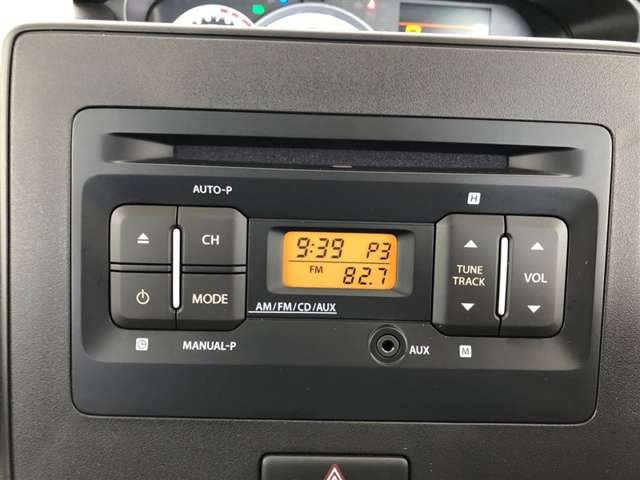 AUTO-P
H
CH
9:39 P3
FM 82.7
TUNE
TRACK
VOL
MODE
AM/FM/CD/AUX
MANUAL-P
AUX
M